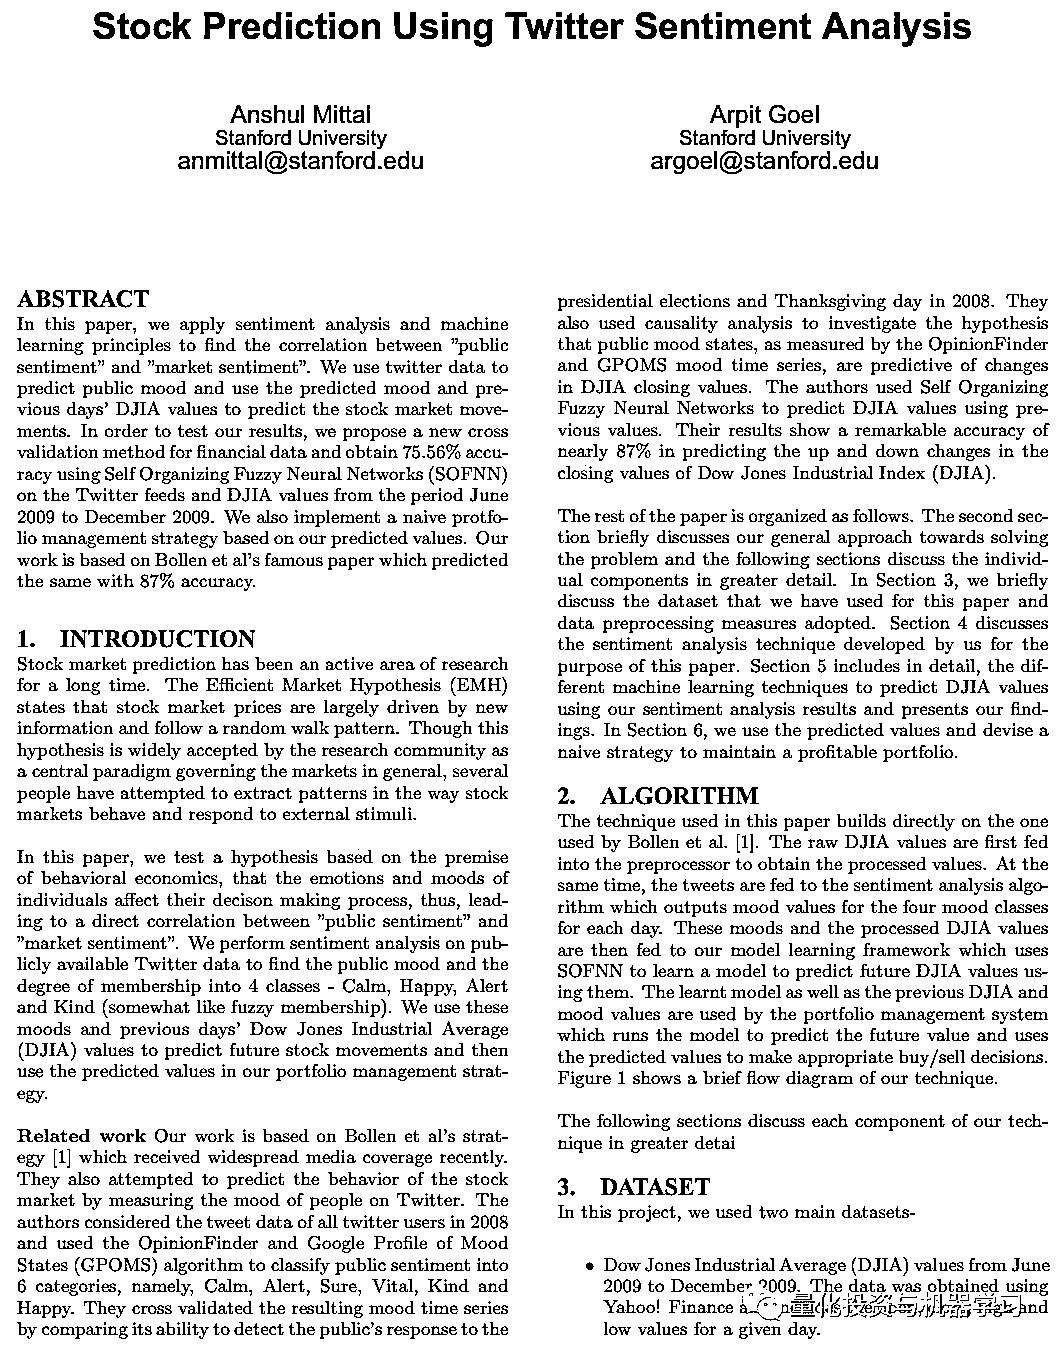 Stock Prediction Using Twitter Sentiment Analysis
Anshul Mittal
Stanford University
anmittal@stanford.edu
Arpit Goel
Stanford University
argoel@stanford.edu
ABSTRACT
In this paper, we apply sentiment analysis and machine
learning principles to find the correlation between ”public
sentiment” and ”market sentiment”. We use twitter data to
predict public mood and use the predicted mood and pre-
vious days’ DJIA values to predict the stock market move-
ments. In order to test our results, we propose a new cross
validation method for financial data and obtain 75.56% accu-
racy using Self Organizing Fuzzy Neural Networks (SOFNN)
on the Twitter feeds and DJIA values from the period June
2009 to December 2009. We also implement a naive protfo-
lio management strategy based on our predicted values. Our
work is based on Bollen et al’s famous paper which predicted
the same with 87% accuracy.
1. INTRODUCTION
Stock market prediction has been an active area of research
for a long time. The Efficient Market Hypothesis (EMH)
states that stock market prices are largely driven by new
information and follow a random walk pattern. Though this
hypothesis is widely accepted by the research community as
a central paradigm governing the markets in general, several
people have attempted to extract patterns in the way stock
markets behave and respond to external stimuli.
In this paper, we test a hypothesis based on the premise
of behavioral economics, that the emotions and moods of
individuals affect their decison making process, thus, lead-
ing to a direct correlation between ”public sentiment” and
”market sentiment”. We perform sentiment analysis on pub-
licly available Twitter data to find the public mood and the
degree of membership into 4 classes - Calm, Happy, Alert
and Kind (somewhat like fuzzy membership). We use these
moods and previous days’ Dow Jones Industrial Average
(DJIA) values to predict future stock movements and then
use the predicted values in our portfolio management strat-
egy.
Related work Our work is based on Bollen et al’s strat-
egy [1] which received widespread media coverage recently.
They also attempted to predict the behavior of the stock
market by measuring the mood of people on Twitter. The
authors considered the tweet data of all twitter users in 2008
and used the OpinionFinder and Google Profile of Mood
States (GPOMS) algorithm to classify public sentiment into
6 categories, namely, Calm, Alert, Sure, Vital, Kind and
Happy. They cross validated the resulting mood time series
by comparing its ability to detect the public’s response to the
presidential elections and Thanksgiving day in 2008. They
also used causality analysis to investigate the hypothesis
that public mood states, as measured by the OpinionFinder
and GPOMS mood time series, are predictive of changes
in DJIA closing values. The authors used Self Organizing
Fuzzy Neural Networks to predict DJIA values using pre-
vious values. Their results show a remarkable accuracy of
nearly 87% in predicting the up and down changes in the
closing values of Dow Jones Industrial Index (DJIA).
The rest of the paper is organized as follows. The second sec-
tion briefly discusses our general approach towards solving
the problem and the following sections discuss the individ-
ual components in greater detail. In Section 3, we briefly
discuss the dataset that we have used for this paper and
data preprocessing measures adopted. Section 4 discusses
the sentiment analysis technique developed by us for the
purpose of this paper. Section 5 includes in detail, the dif-
ferent machine learning techniques to predict DJIA values
using our sentiment analysis results and presents our find-
ings. In Section 6, we use the predicted values and devise a
naive strategy to maintain a profitable portfolio.
2. ALGORITHM
The technique used in this paper builds directly on the one
used by Bollen et al. [1]. The raw DJIA values are first fed
into the preprocessor to obtain the processed values. At the
same time, the tweets are fed to the sentiment analysis algo-
rithm which outputs mood values for the four mood classes
for each day. These moods and the processed DJIA values
are then fed to our model learning framework which uses
SOFNN to learn a model to predict future DJIA values us-
ing them. The learnt model as well as the previous DJIA and
mood values are used by the portfolio management system
which runs the model to predict the future value and uses
the predicted values to make appropriate buy/sell decisions.
Figure 1 shows a brief flow diagram of our technique.
The following sections discuss each component of our tech-
nique in greater detai
3. DATASET
In this project, we used two main datasets-
• Dow Jones Industrial Average (DJIA) values from June
2009 to December 2009. The data was obtained using
Yahoo! Finance and
low values for a given day.
量化投资与机器学习